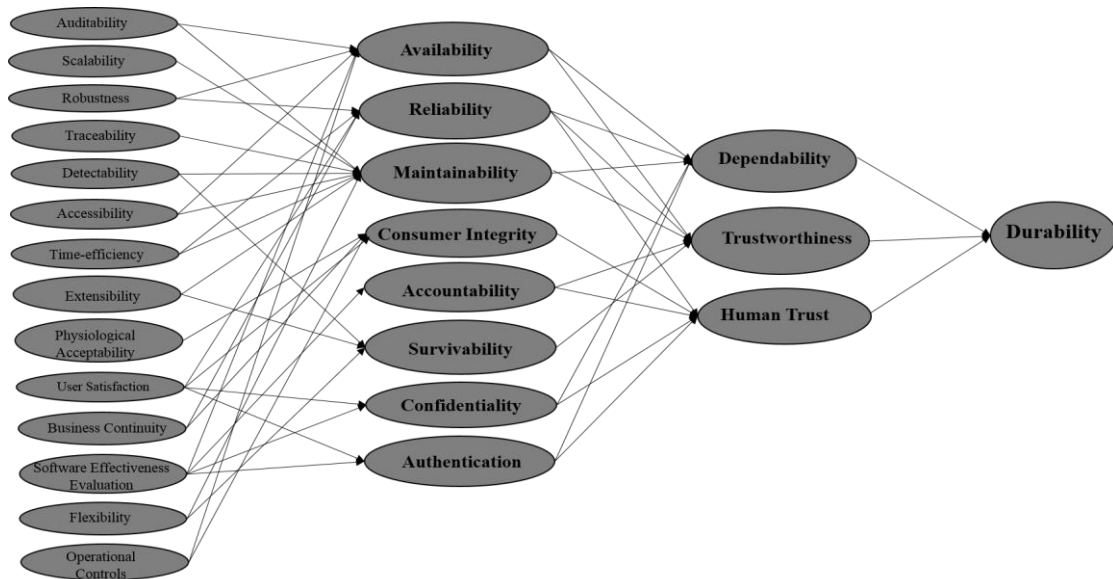 Auditability
Scalability
Robustness
Traceability
Detectability
Accessibility
Time-efficiency
Extensibility
Physiological
Acceptability
User Satisfaction
Business Continuity
Software Effectiveness
Evaluation
Flexibility
Operational
Controls
Availability
Reliability
Maintainability
Consumer Integrity
Accountability
Survivability
Confidentiality
Authentication
Dependability
Trustworthiness
Human Trust
Durability